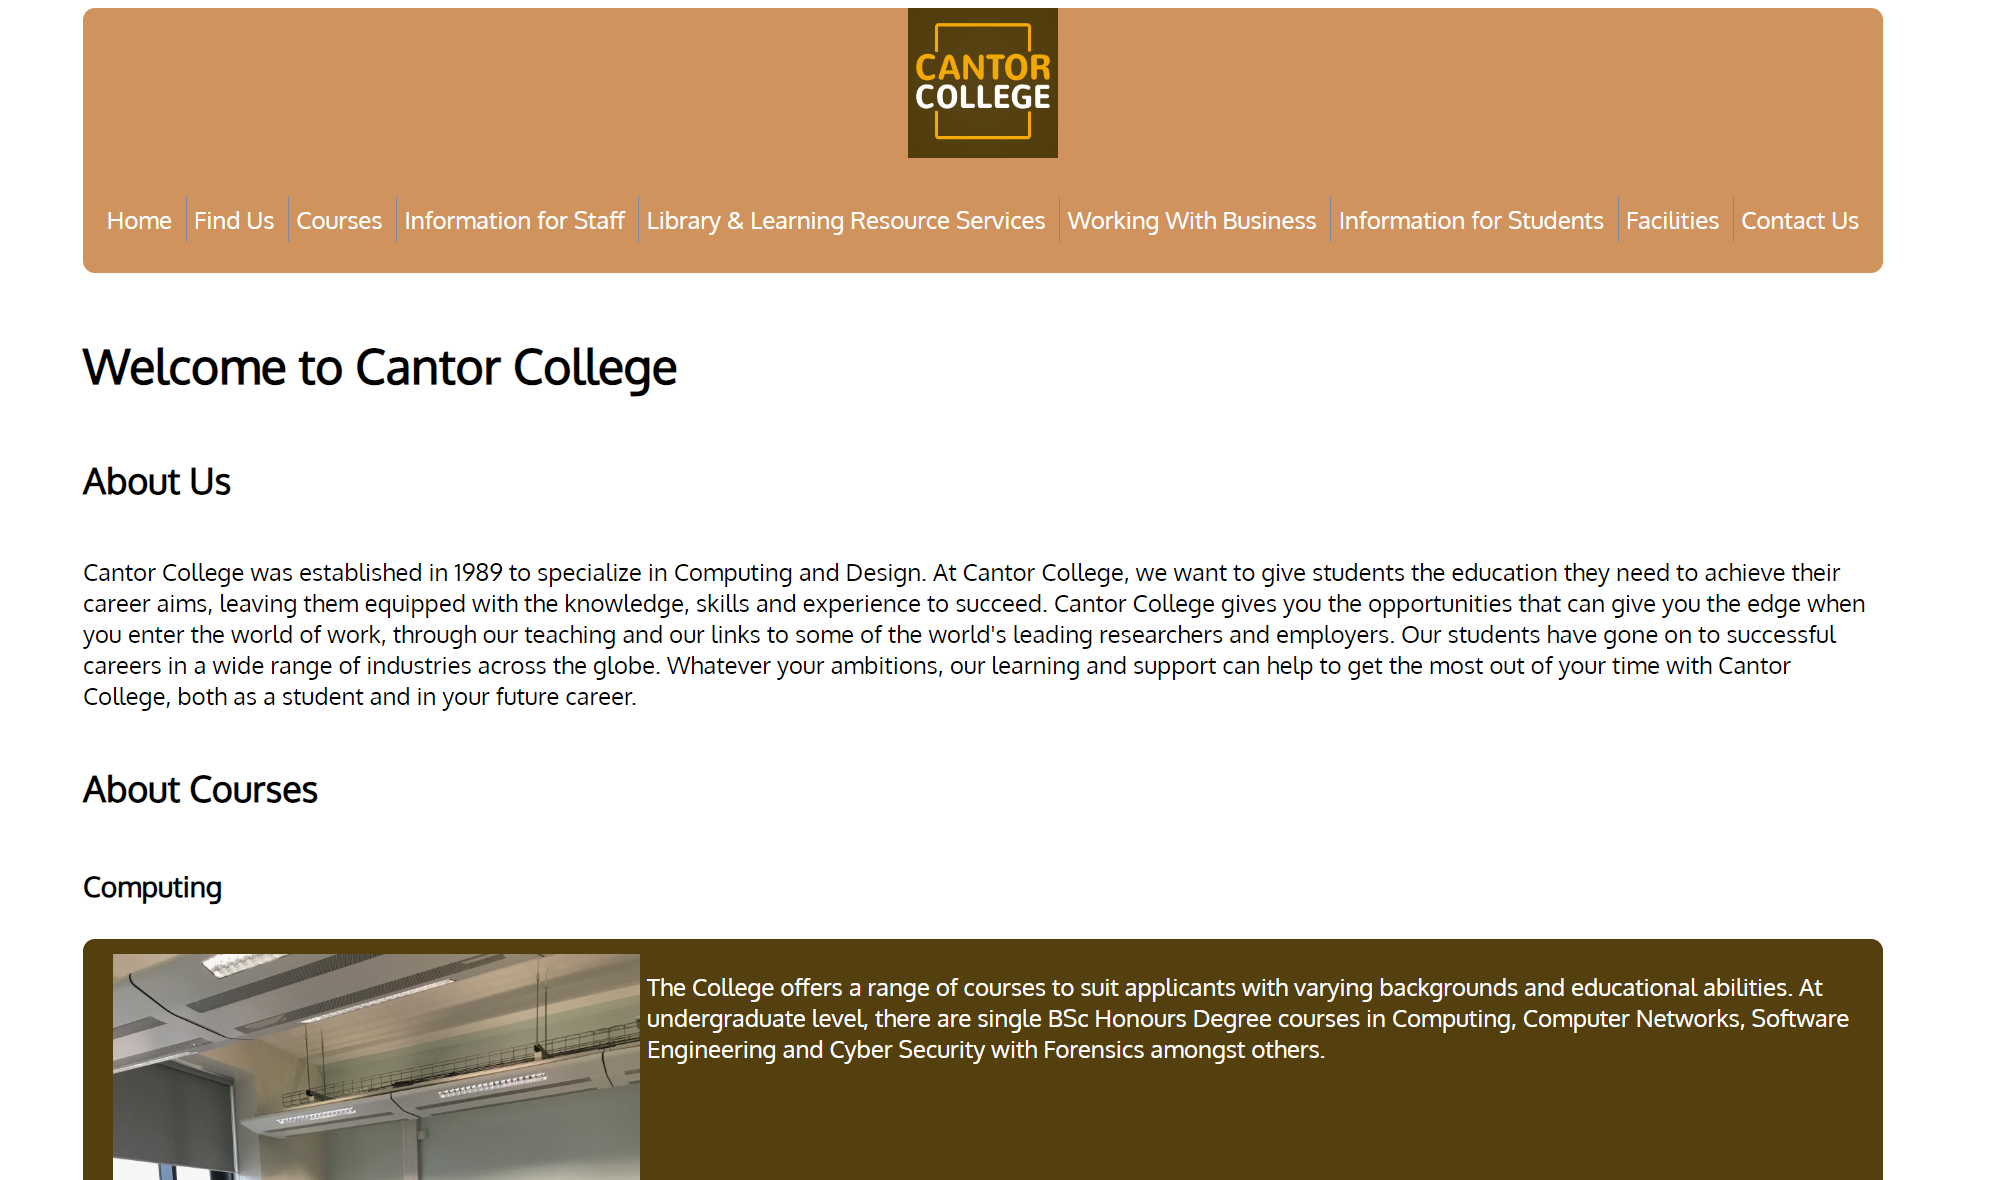 CANTOR
COLLEGE
Home Find Us Courses Information for Staff Library & Learning Resource Services Working With Business Information for Students Facilities Contact Us
Welcome to Cantor College
About Us
Cantor College was established in 1989 to specialize in Computing and Design. At Cantor College, we want to give students the education they need to achieve their
career aims, leaving them equipped with the knowledge, skills and experience to succeed. Cantor College gives you the opportunities that can give you the edge when
you enter the world of work, through our teaching and our links to some of the world's leading researchers and employers. Our students have gone on to successful
careers in a wide range of industries across the globe. Whatever your ambitions, our learning and support can help to get the most out of your time with Cantor
College, both as a student and in your future career.
About Courses
Computing
The College offers a range of courses to suit applicants with varying backgrounds and educational abilities. At
undergraduate level, there are single BSc Honours Degree courses in Computing, Computer Networks, Software
Engineering and Cyber Security with Forensics amongst others.